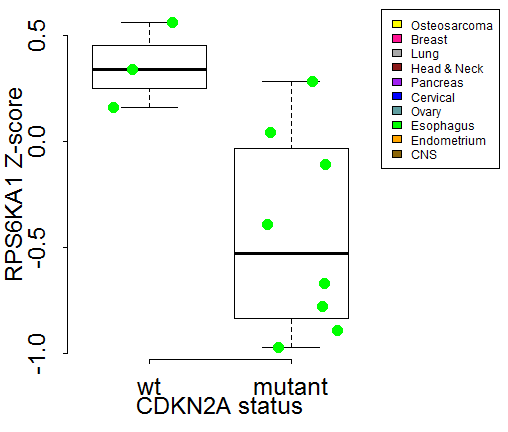 RPS6KA1 Z-score
0.5
0.0
-0.5
-1.0
wt
mutant
CDKN2A status
Osteosarcoma
Breast
Lung
Head & Neck
Pancreas
Cervical
Ovary
Esophagus
Endometrium
CNS